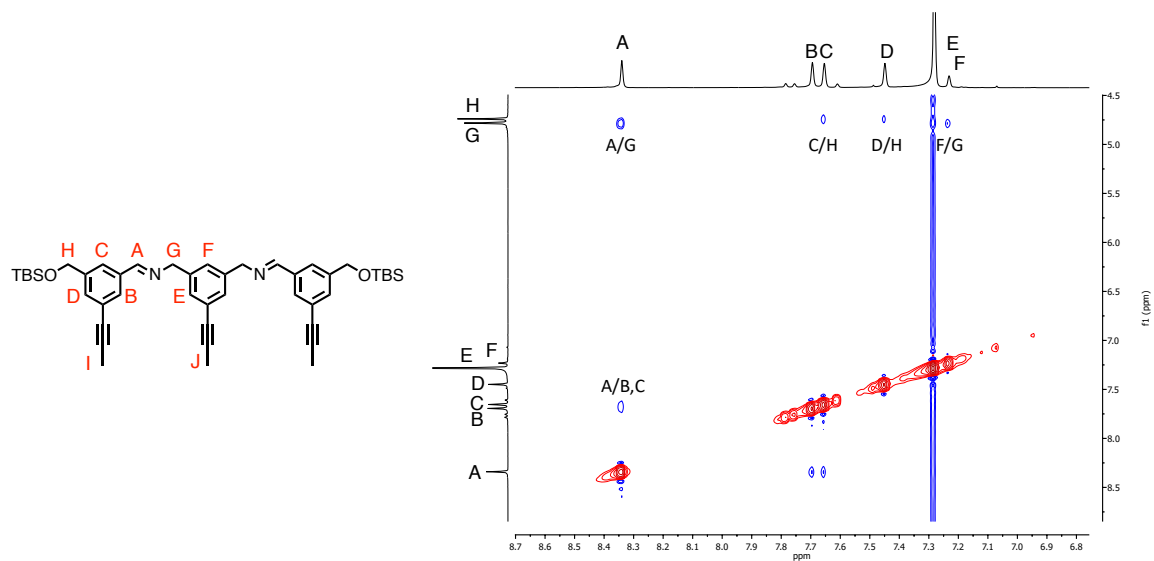 A
B C
D
E
F
H
G
A/G
C/H
D/H
F/G
4.5
5.0
5.5
6.0
6.5
7.0
7.5
8.0
8.5
f1 (ppm)
H C A G F
TBSO
N
N
OTBS
D
B
E
I
J
E F
D
C
B
A
A/B,C
8.7 8.6 8.5 8.4 8.3 8.2 8.1 8.0 7.9 7.8 7.7 7.6 7.5 7.4 7.3 7.2 7.1 7.0 6.9 6.8
ppm